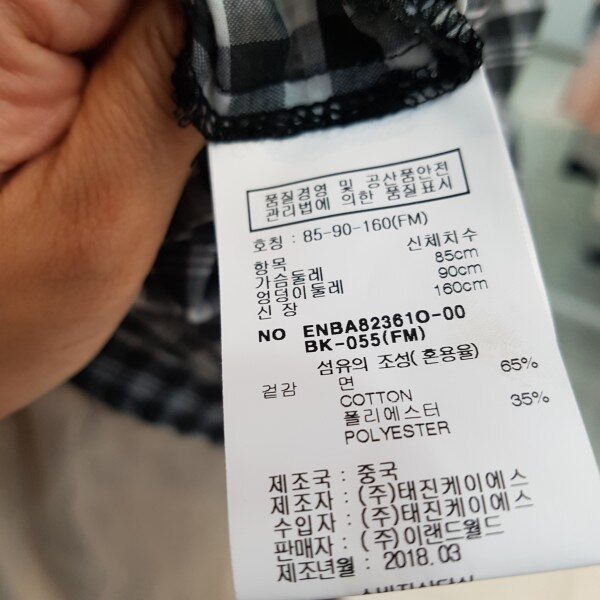 품질경영 및 공산품안전
관리법에 의한 품질표시
호칭 : 85-90-160(FM)
항목 신체치수
가슴둘레 85cm
엉덩이둘레 90cm
신 장 160cm
NO ENBA82361O-00
BK-055(FM)
섬유의 조성(혼용율)
겉감 면 65%
COTTON
폴리에스터 35%
POLYESTER
제조국 : 중국
제조자 : (주)태진케이에스
수입자 : (주)태진케이에스
판매자 : (주)이랜드월드
제조년월 : 2018.03